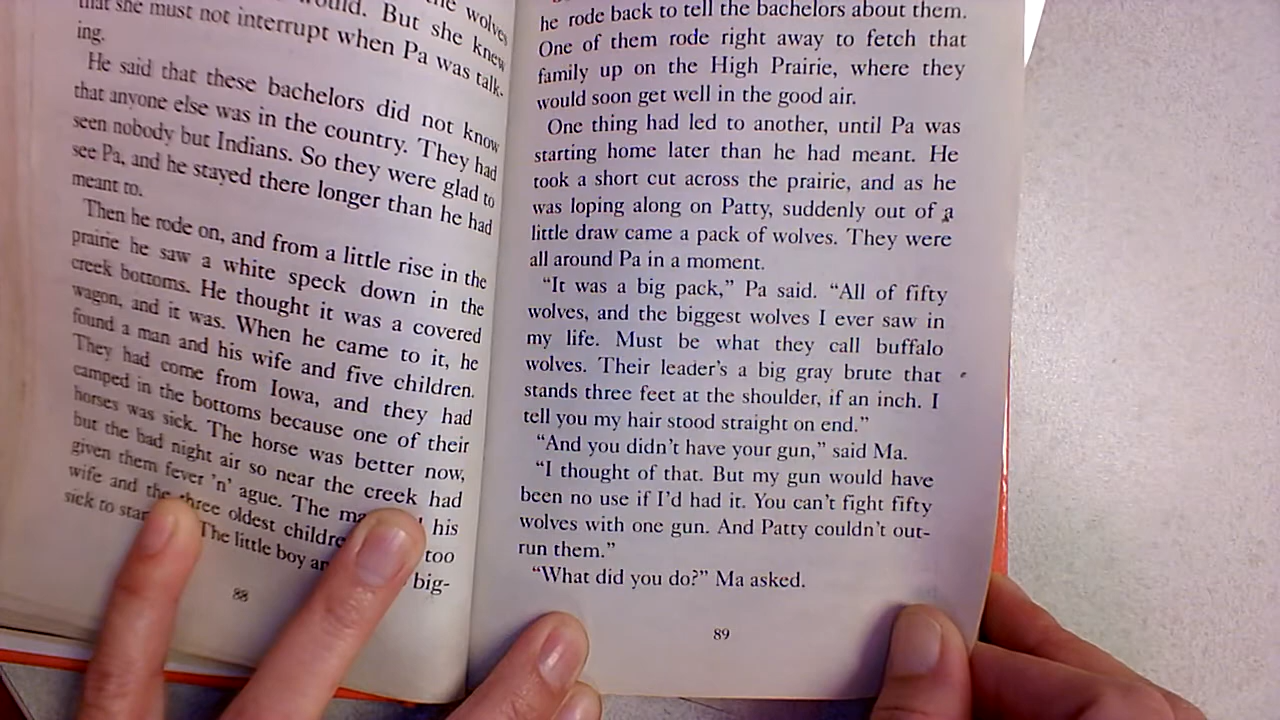 the wolves
would. But she knew
that she must not interrupt when Pa was talk-
ing.
He said that these bachelors did not know
that anyone else was in the country. They had
seen nobody but Indians. So they were glad to
see Pa, and he stayed there longer than he had
meant to.
Then he rode on, and from a little rise in the
prairie he saw a white speck down in the
creek bottoms. He thought it was a covered
wagon, and it was. When he came to it, he
found a man and his wife and five children.
They had come from Iowa, and they had
camped in the bottoms because one of their
horses was sick. The horse was better now,
but the bad night air so near the creek had
given them fever 'n' ague. The his
wife and the three oldest too
sick to The little boy big-
88
he rode back to tell the bachelors about them.
One of them rode right away to fetch that
family up on the High Prairie, where they
would soon get well in the good air.
One thing had led to another, until Pa was
starting home later than he had meant. He
took a short cut across the prairie, and as he
was loping along on Patty, suddenly out of a
little draw came a pack of wolves. They were
all around Pa in a moment.
“It was a big pack,” Pa said. “All of fifty
wolves, and the biggest wolves I ever saw in
my life. Must be what they call buffalo
wolves. Their leader's a big gray brute that
stands three feet at the shoulder, if an inch. I
tell you my hair stood straight on end.”
“And you didn't have your gun,” said Ma.
“I thought of that. But my gun would have
been no use if I'd had it. You can't fight fifty
wolves with one gun. And Patty couldn't out-
run them.”
“What did you do?” Ma asked.
89